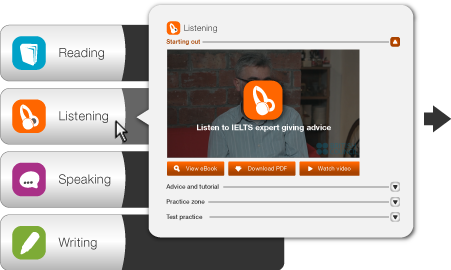 Reading
Listening
Speaking
Writing
Listening
Starting out
Listen to IELTS expert giving advice
View eBook
Download PDF
Watch video
Advice and tutorial
Practice zone
Test practice